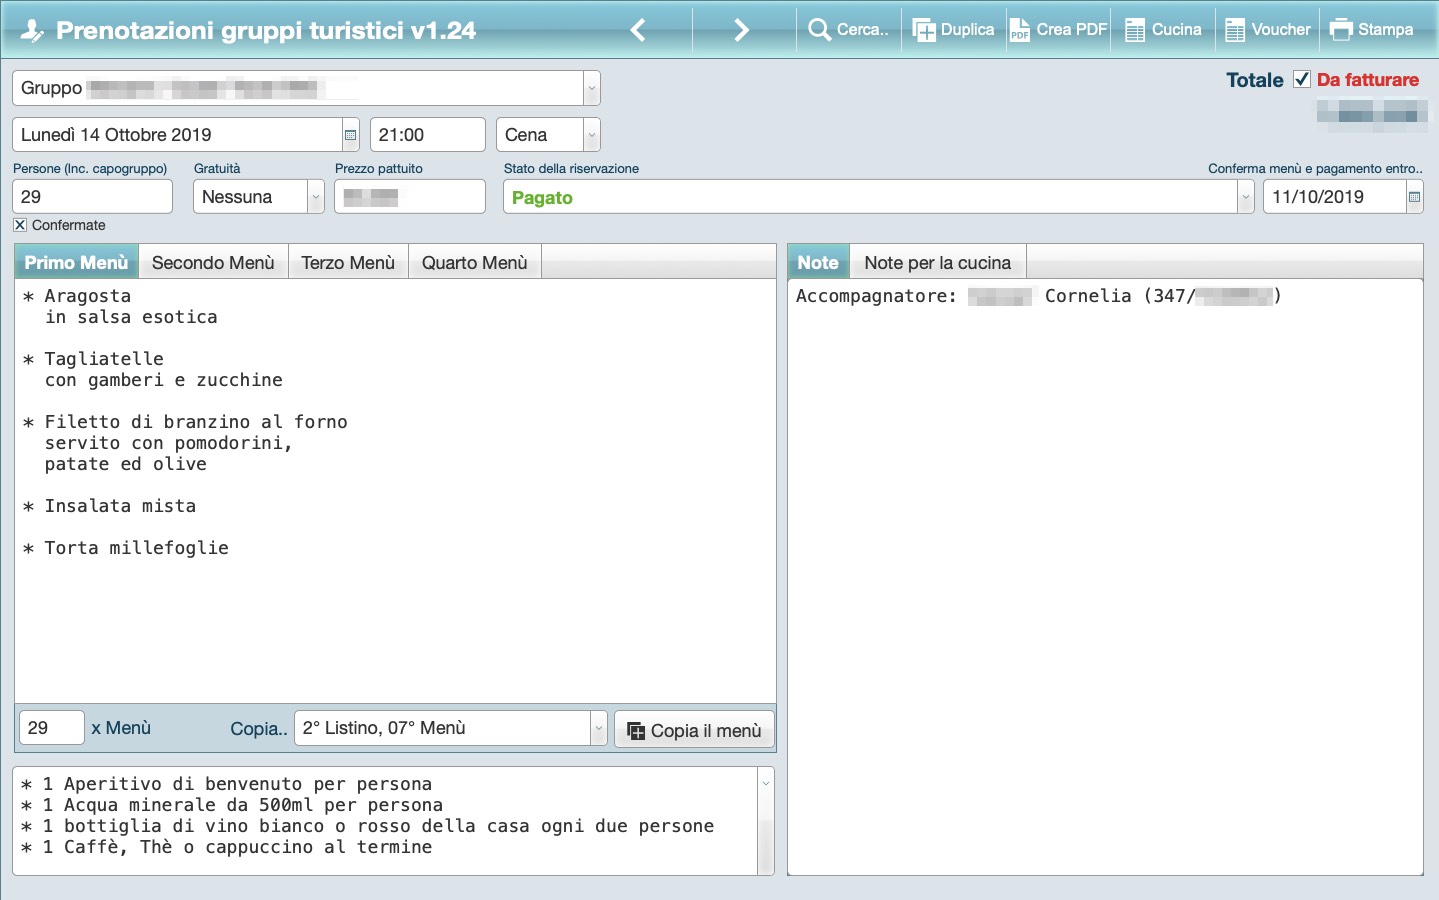 Prenotazioni gruppi turistici v1.24
Cerca..
Duplica
PDF
Crea PDF
Cucina
Voucher
Stampa
Gruppo
Totale
Da fatturare
Lunedì 14 Ottobre 2019
21:00
Cena
Persone (Inc. capogruppo)
Gratuità
Prezzo pattuito
Stato della riservazione
Conferma menù e pagamento entro..
29
Nessuna
Pagato
11/10/2019
Confermate
Primo Menù
Secondo Menù
Terzo Menù
Quarto Menù
* Aragosta
in salsa esotica
* Tagliatelle
con gamberi e zucchine
* Filetto di branzino al forno
servito con pomodorini,
patate ed olive
* Insalata mista
* Torta millefoglie
29
x Menù
Copia..
2° Listino, 07° Menù
Copia il menù
* 1 Aperitivo di benvenuto per persona
* 1 Acqua minerale da 500ml per persona
* 1 bottiglia di vino bianco o rosso della casa ogni due persone
* 1 Caffè, Thè o cappuccino al termine
Note
Note per la cucina
Accompagnatore: Cornelia (347/ )